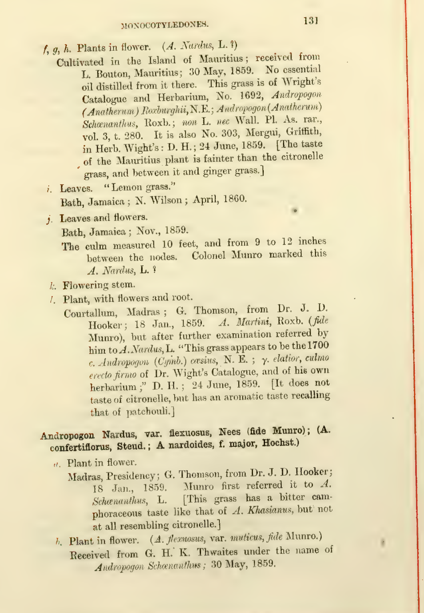 MONOCOTYLEDONES. 131
f, g, h. Plants in flower. (A. Nardus, L. ?)
Cultivated in the Island of Mauritius; received from
L. Bouton, Mauritius; 30 May, 1859. No essential
oil distilled from it there. This grass is of Wright's
Catalogue and Herbarium, No. 1692, Andropogon
(Anatherum) Roxburghii, N.E.; Andropogon (Anatherum)
Schœnanthus, Roxb.; non L. nec Wall. Pl. As. rar.,
vol. 3, t. 280. It is also No. 303, Mergui, Griffith,
in Herb. Wight's: D. H.; 24 June, 1859. [The taste
of the Mauritius plant is fainter than the citronelle
grass, and between it and ginger grass.]
i. Leaves. "Lemon grass."
Bath, Jamaica; N. Wilson; April, 1860.
j. Leaves and flowers.
Bath, Jamaica; Nov., 1859.
The culm measured 10 feet, and from 9 to 12 inches
between the nodes. Colonel Munro marked this
A. Nardus, L. ?
k. Flowering stem.
l. Plant, with flowers and root.
Courtallum, Madras; G. Thomson, from Dr. J. D.
Hooker; 18 Jan., 1859. A. Martini, Roxb. (fide
Munro), but after further examination referred by
him to A. Nardus, L. "This grass appears to be the 1700
c. Andropogon (Cymb.) cæsius, N. E.; γ. elatior, culmo
erecto firmo of Dr. Wight's Catalogue, and of his own
herbarium;" D. H.; 24 June, 1859. [It does not
taste of citronelle, but has an aromatic taste recalling
that of patchouli.]
Andropogon Nardus, var. flexuosus, Nees (fide Munro); (A.
confertiflorus, Steud.; A nardoides, f. major, Hochst.)
a. Plant in flower.
Madras, Presidency; G. Thomson, from Dr. J. D. Hooker;
18 Jan., 1859. Munro first referred it to A.
Schœnanthus, L. [This grass has a bitter cam-
phoraceous taste like that of A. Khasianus, but not
at all resembling citronelle.]
b. Plant in flower. (A. flexuosus, var. muticus, fide Munro.)
Received from G. H. K. Thwaites under the name of
Andropogon Schœnanthus; 30 May, 1859.